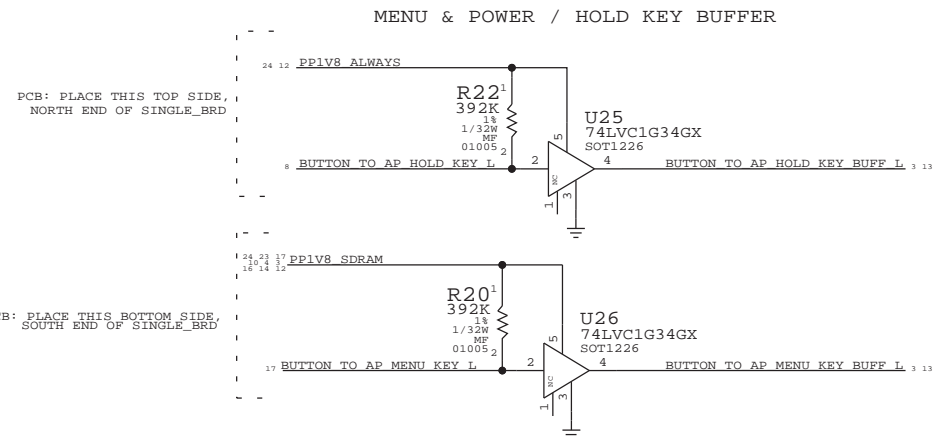 MENU & POWER / HOLD KEY BUFFER
24 12 PP1V8_ALWAYS
PCB: PLACE THIS TOP SIDE,
NORTH END OF SINGLE_BRD
R22 1
392K
1%
1/32W
MF
01005 2
U25
74LVC1G34GX
SOT1226
5
8 BUTTON_TO_AP_HOLD_KEY_L 2 4 BUTTON_TO_AP_HOLD_KEY_BUFF_L 3 13
NC
1 3
24 23 17
10 4 3
16 14 12
PP1V8_SDRAM
CB: PLACE THIS BOTTOM SIDE,
SOUTH END OF SINGLE_BRD
R20 1
392K
1%
1/32W
MF
01005 2
U26
74LVC1G34GX
SOT1226
5
17 BUTTON_TO_AP_MENU_KEY_L 2 4 BUTTON_TO_AP_MENU_KEY_BUFF_L 3 13
NC
1 3